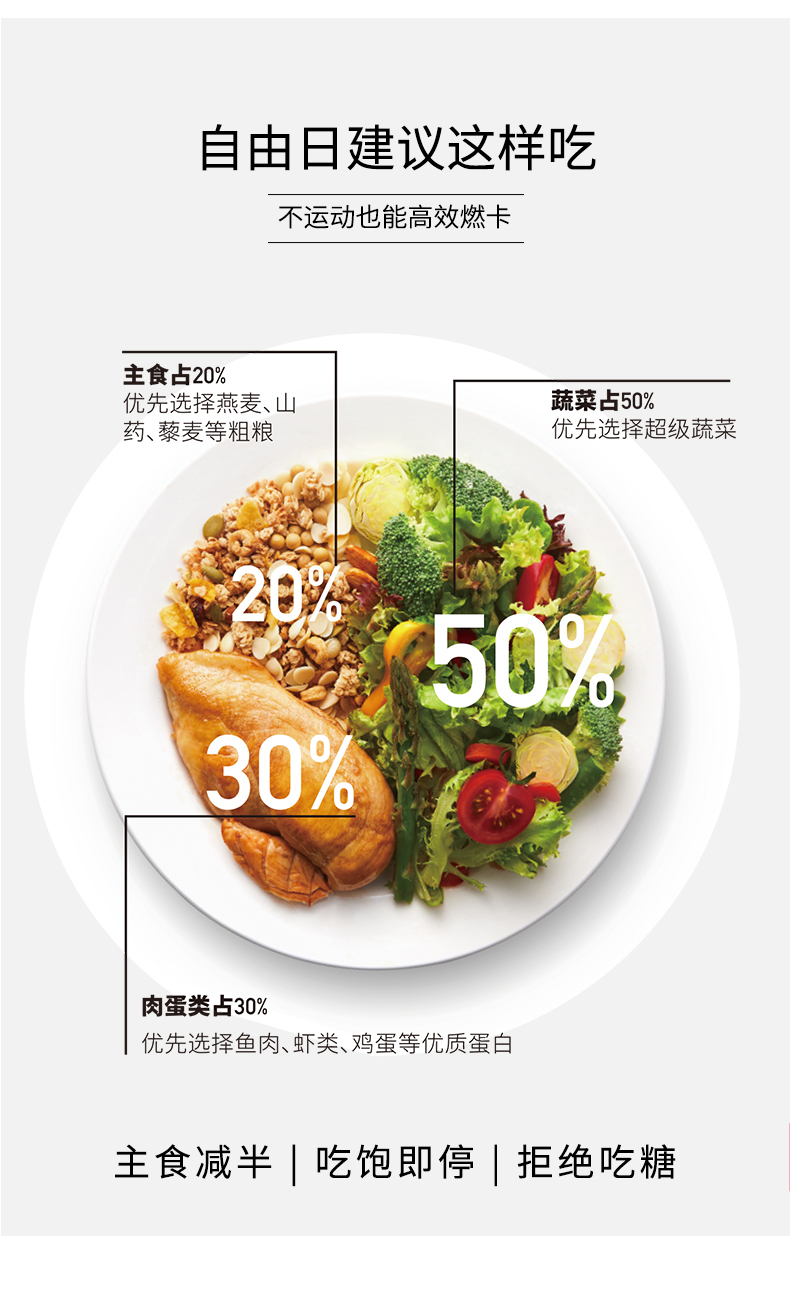 自由日建议这样吃
不运动也能高效燃卡
主食占20%
优先选择燕麦、山
药、藜麦等粗粮
蔬菜占50%
优先选择超级蔬菜
20%
50%
30%
肉蛋类占30%
优先选择鱼肉、虾类、鸡蛋等优质蛋白
主食减半 | 吃饱即停 | 拒绝吃糖